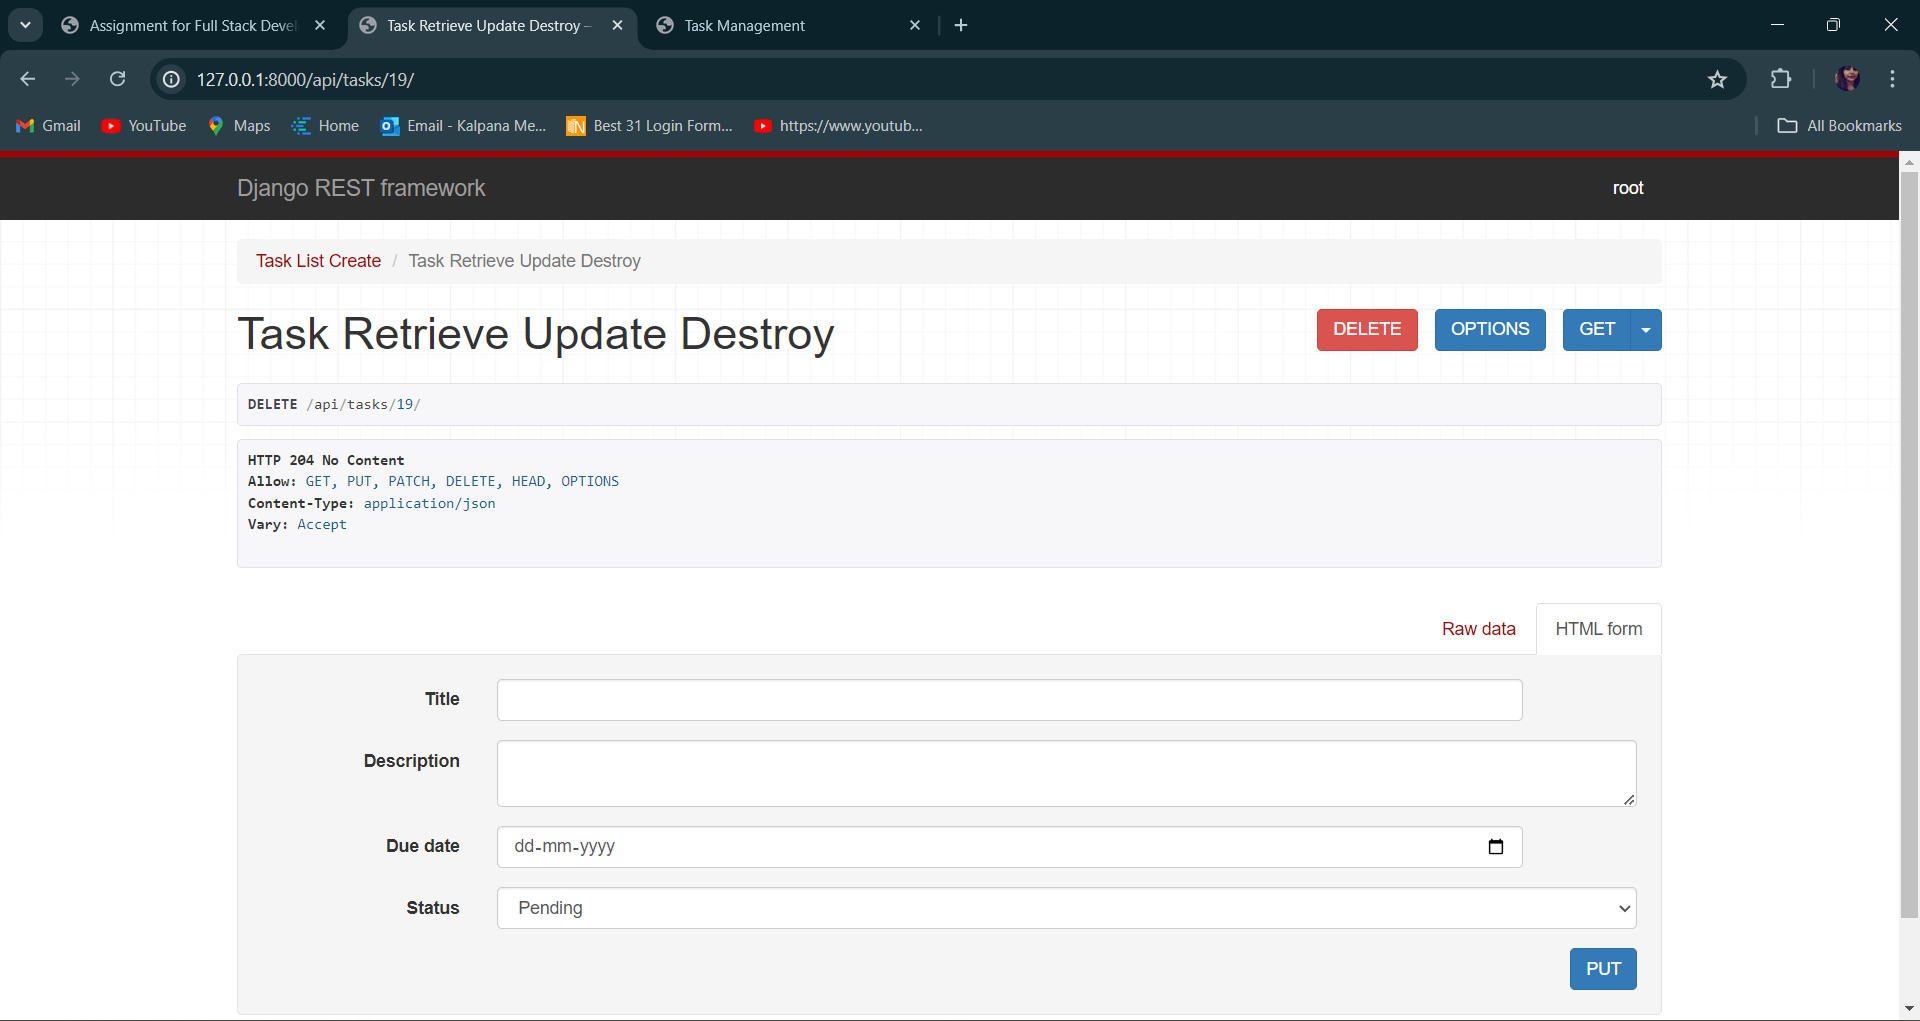 Assignment for Full Stack Devel
Task Retrieve Update Destroy –
Task Management
127.0.0.1:8000/api/tasks/19/
Gmail
YouTube
Maps
Home
Email - Kalpana Me...
Best 31 Login Form...
https://www.youtub...
All Bookmarks
Django REST framework
root
Task List Create / Task Retrieve Update Destroy
Task Retrieve Update Destroy
DELETE
OPTIONS
GET
DELETE /api/tasks/19/
HTTP 204 No Content
Allow: GET, PUT, PATCH, DELETE, HEAD, OPTIONS
Content-Type: application/json
Vary: Accept
Raw data
HTML form
Title
Description
Due date
dd-mm-yyyy
Status
Pending
PUT